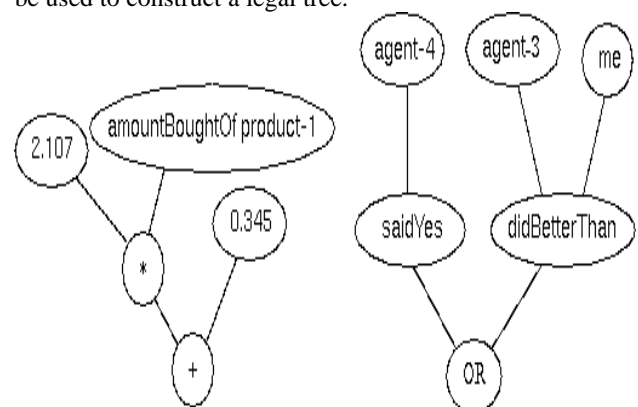 be used to construct a legal tree.
agent-4
agent-3
me
amountBoughtOf product-1
2.107
0.345
saidYes
didBetterThan
*
+
OR